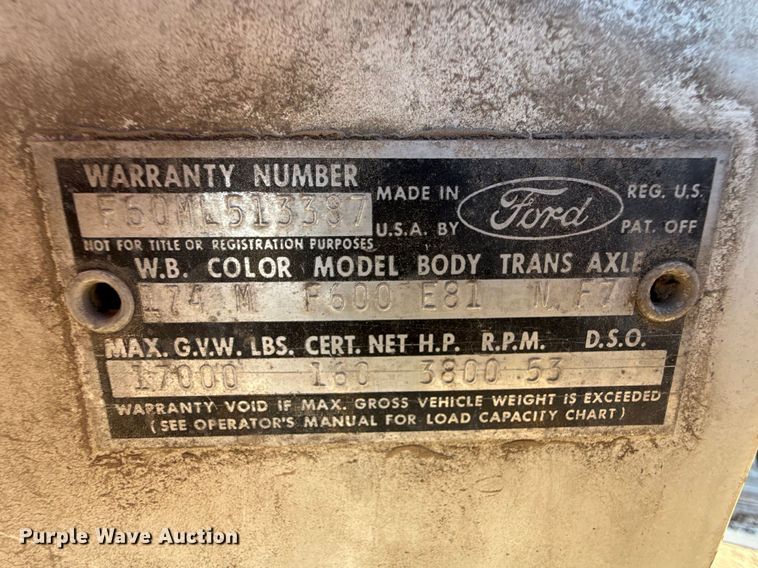 WARRANTY NUMBER
F60ML513387
NOT FOR TITLE OR REGISTRATION PURPOSES
MADE IN
U.S.A. BY
Ford
REG. U.S.
PAT. OFF
W.B. COLOR MODEL BODY TRANS AXLE
174 M F600 E81 N F7
MAX. G.V.W. LBS. CERT. NET H.P. R.P.M. D.S.O.
17000 160 3800 53
WARRANTY VOID IF MAX. GROSS VEHICLE WEIGHT IS EXCEEDED
(SEE OPERATOR'S MANUAL FOR LOAD CAPACITY CHART)
Purple Wave Auction